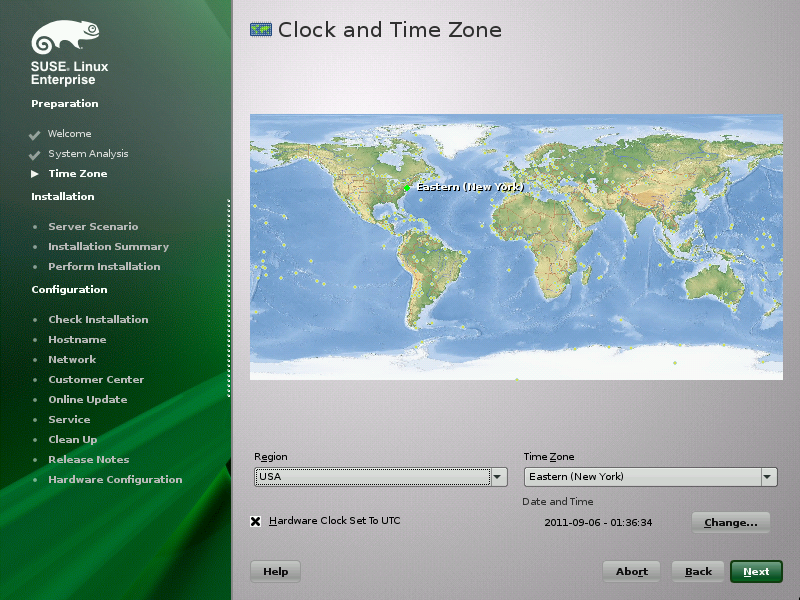 SUSE. Linux
Enterprise
Preparation
Welcome
System Analysis
Time Zone
Installation
Server Scenario
Installation Summary
Perform Installation
Configuration
Check Installation
Hostname
Network
Customer Center
Online Update
Service
Clean Up
Release Notes
Hardware Configuration
Clock and Time Zone
Eastern (New York)
Region
USA
Time Zone
Eastern (New York)
Hardware Clock Set To UTC
Date and Time
2011-09-06 - 01:36:34
Change...
Help
Abort
Back
Next